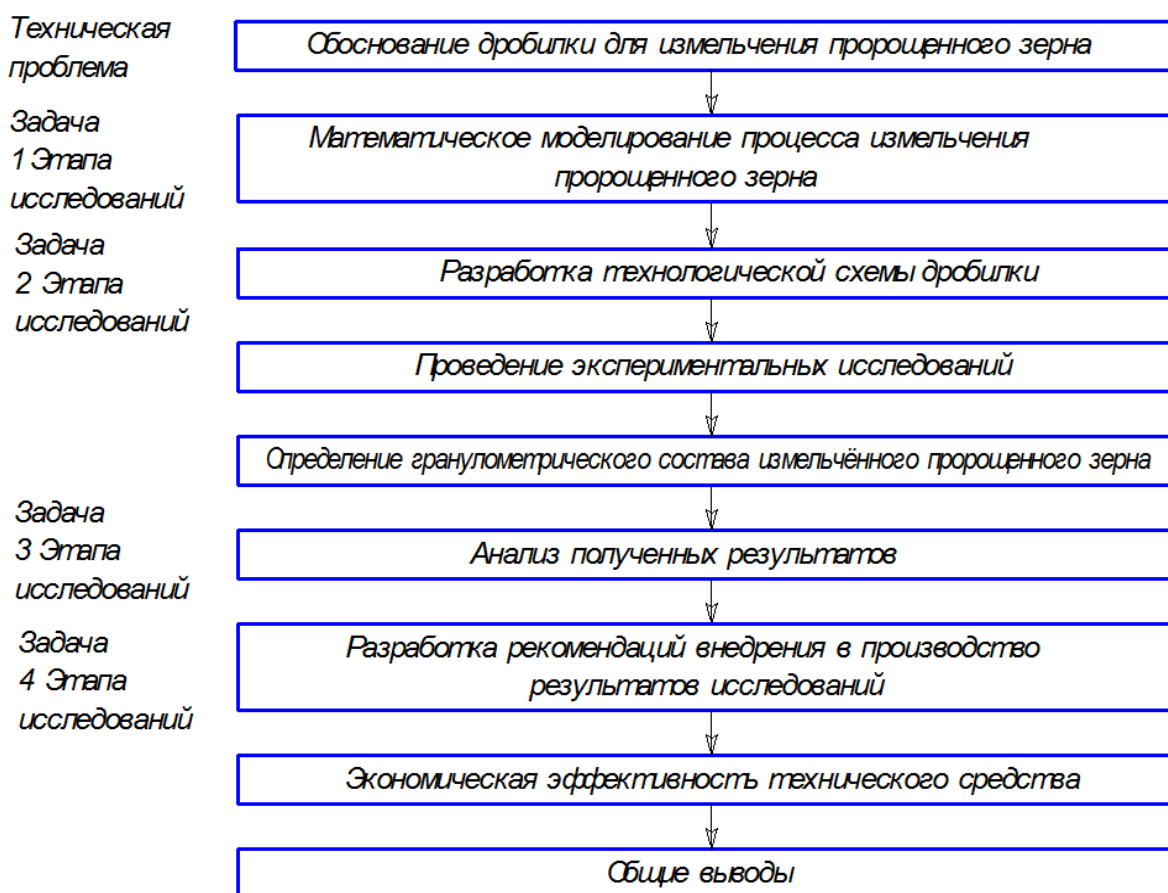 Техническая
проблема
Обоснование дробилки для измельчения пророщенного зерна
Задача
1 Этапа
исследований
Математическое моделирование процесса измельчения
пророщенного зерна
Задача
2 Этапа
исследований
Разработка технологической схемы дробилки
Проведение экспериментальных исследований
Определение гранулометрического состава измельчённого пророщенного зерна
Задача
3 Этапа
исследований
Анализ полученных результатов
Задача
4 Этапа
исследований
Разработка рекомендаций внедрения в производство
результатов исследований
Экономическая эффективность технического средства
Общие выводы